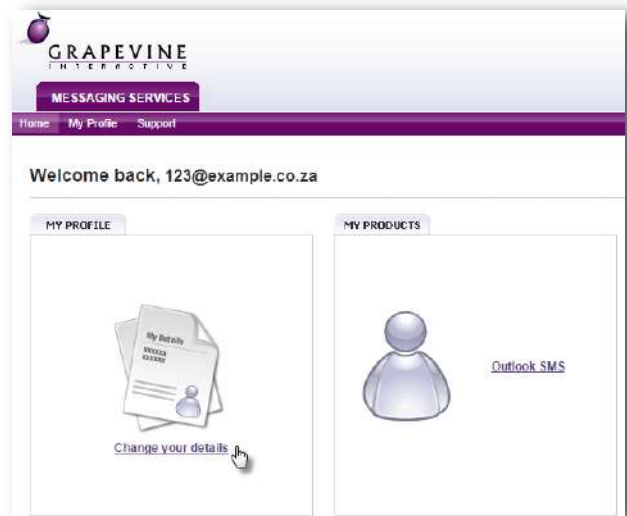 GRAPEVINE
INTERACTIVE
MESSAGING SERVICES
Home My Profile Support
Welcome back, 123@example.co.za
MY PROFILE
MY PRODUCTS
My Details
Change your details
Outlook SMS